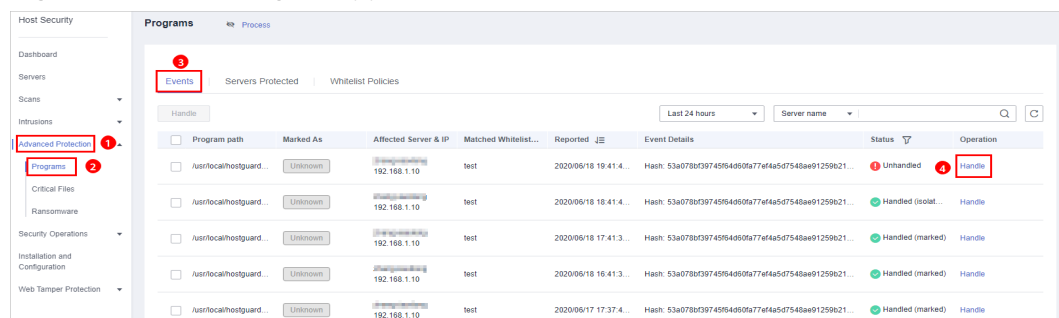 Host Security
Programs Process
Dashboard
Servers
Scans
Intrusions
Advanced Protection 1
Programs 2
Critical Files
Ransomware
Security Operations
Installation and
Configuration
Web Tamper Protection
3
Events Servers Protected Whitelist Policies
Handle Last 24 hours Server name
Program path Marked As Affected Server & IP Matched Whitelist... Reported Event Details Status Operation
/usr/local/hostguard... Unknown 192.168.1.10 test 2020/06/18 19:41:4... Hash: 53a078bf39745f64d60fa77ef4a5d7548ae91259b21... Unhandled 4 Handle
/usr/local/hostguard... Unknown 192.168.1.10 test 2020/06/18 18:41:4... Hash: 53a078bf39745f64d60fa77ef4a5d7548ae91259b21... Handled (isolat... Handle
/usr/local/hostguard... Unknown 192.168.1.10 test 2020/06/18 17:41:3... Hash: 53a078bf39745f64d60fa77ef4a5d7548ae91259b21... Handled (marked) Handle
/usr/local/hostguard... Unknown 192.168.1.10 test 2020/06/18 16:41:3... Hash: 53a078bf39745f64d60fa77ef4a5d7548ae91259b21... Handled (marked) Handle
/usr/local/hostguard... Unknown 192.168.1.10 test 2020/06/17 17:37:4... Hash: 53a078bf39745f64d60fa77ef4a5d7548ae91259b21... Handled (marked) Handle